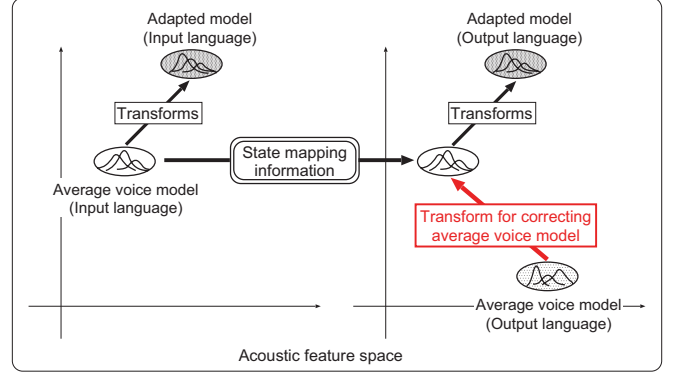 Adapted model
(Input language)
Adapted model
(Output language)
Transforms
Transforms
State mapping
information
Average voice model
(Input language)
Transform for correcting
average voice model
Average voice model
(Output language)
Acoustic feature space